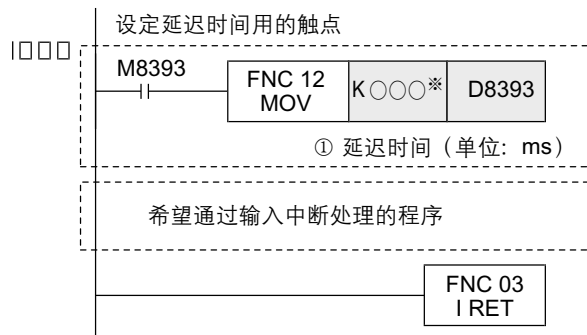 设定延迟时间用的触点
I□□□
M8393
FNC 12
MOV
K○○○※
D8393
① 延迟时间（单位: ms）
希望通过输入中断处理的程序
FNC 03
I RET